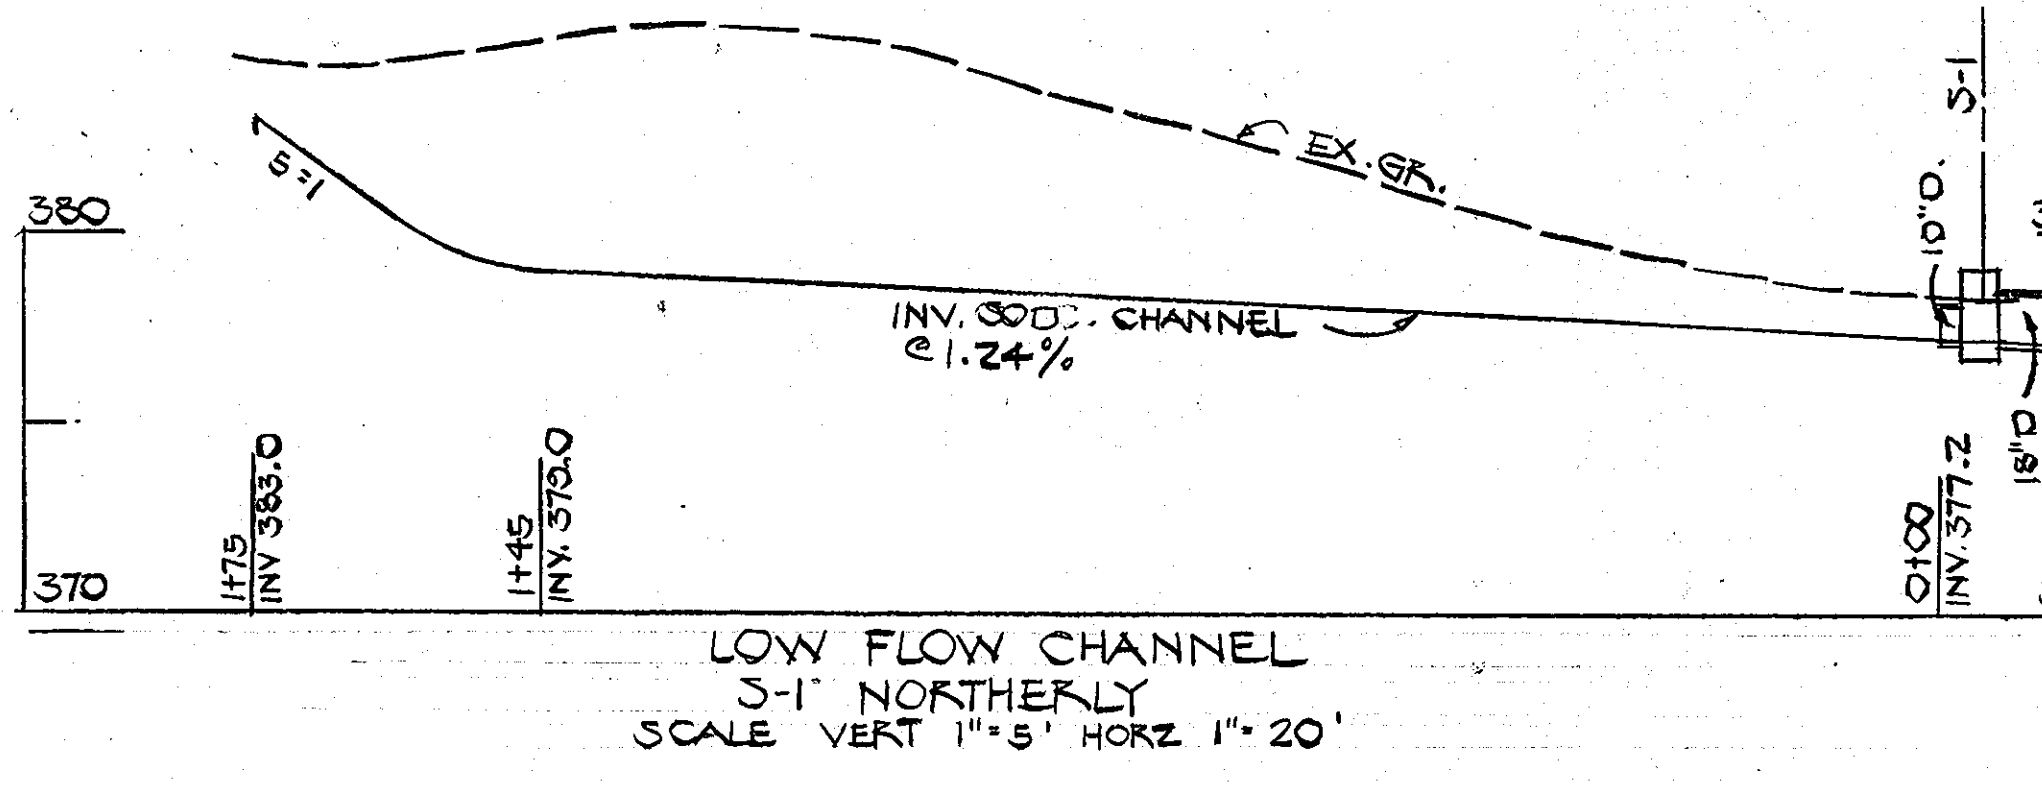 S-1
EX. GR.
5=1
380
10"D.
INV. CHANNEL
@ 1.24%
18"D
1+75
INV 383.0
1+45
INV. 379.0
0+00
INV. 377.2
370
LOW FLOW CHANNEL
S-1 NORTHERLY
SCALE VERT 1"=5' HORZ 1"=20'